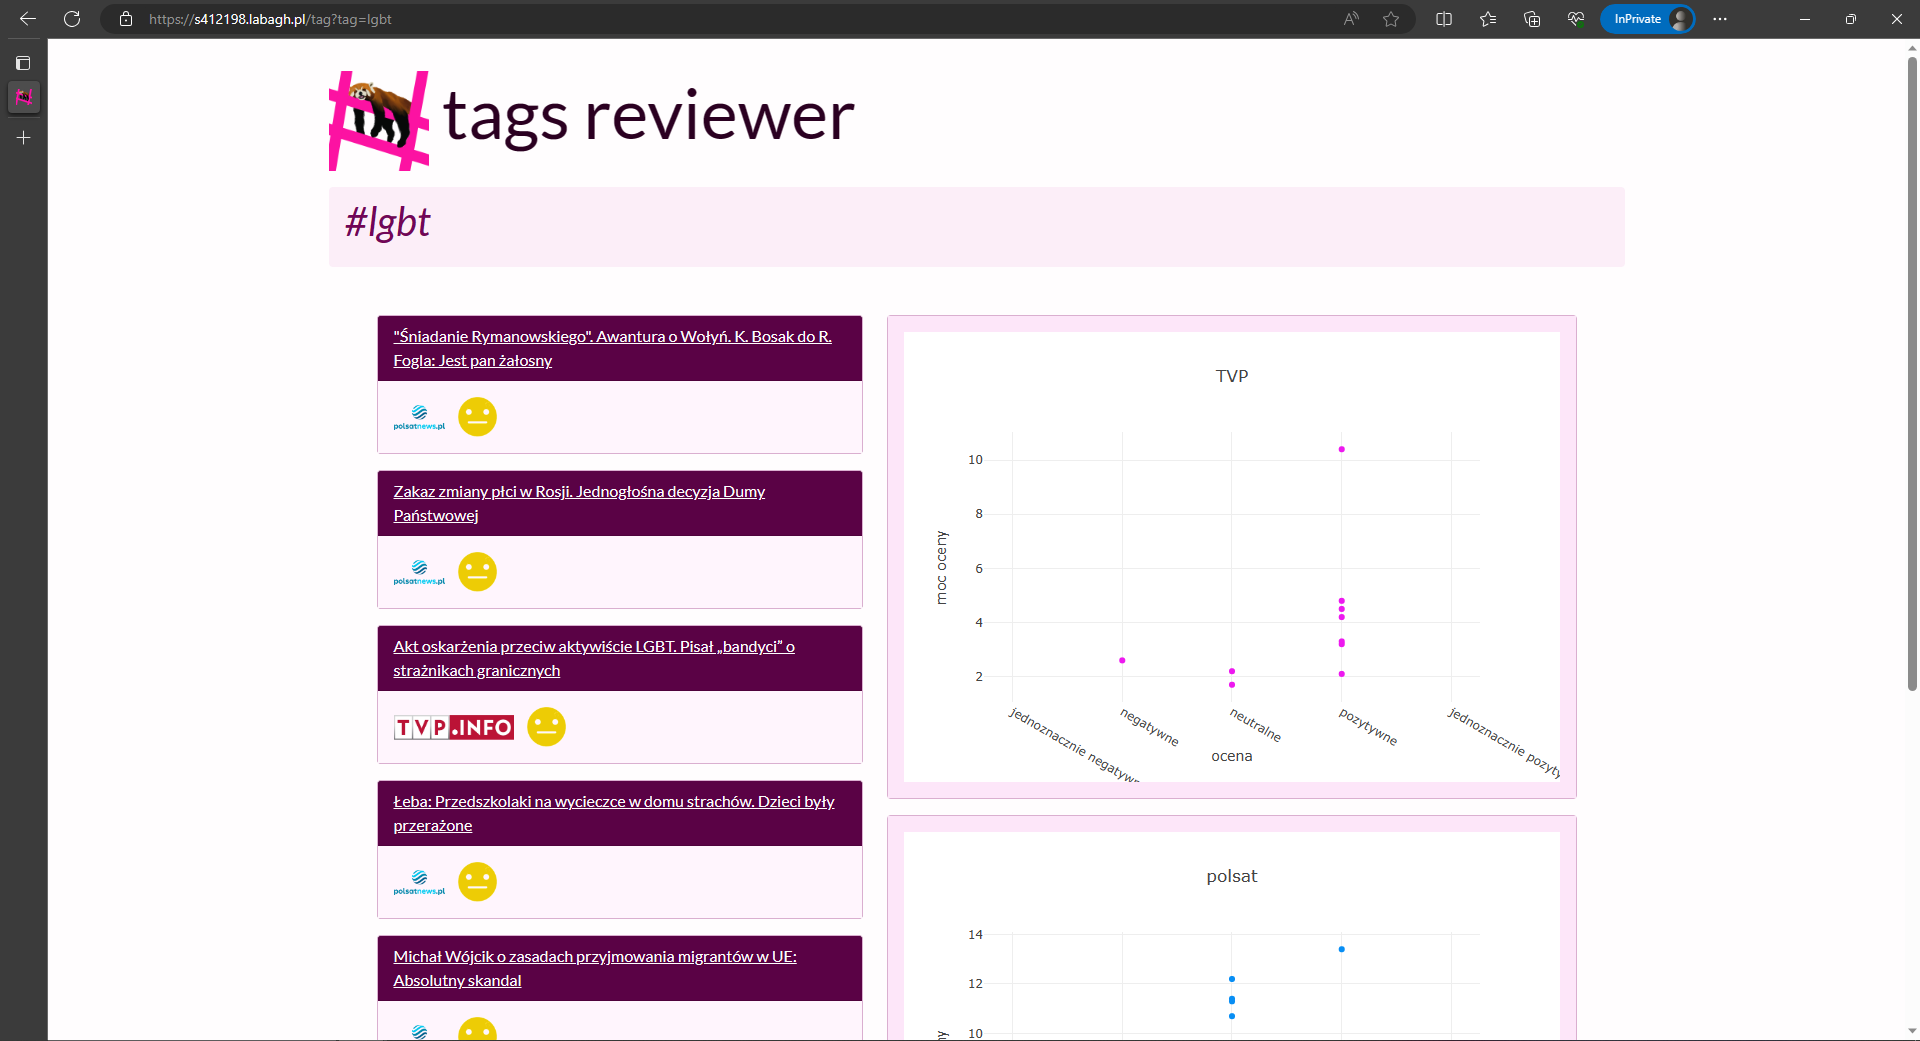 https://s412198.labagh.pl/tag?tag=lgbt
InPrivate
tags reviewer
#lgbt
"Śniadanie Rymanowskiego". Awantura o Wołyń. K. Bosak do R.
Fogla: Jest pan żałosny
polsatnews.pl
Zakaz zmiany płci w Rosji. Jednogłośna decyzja Dumy
Państwowej
polsatnews.pl
Akt oskarżenia przeciw aktywiście LGBT. Pisał „bandyci” o
strażnikach granicznych
TVP.INFO
Łeba: Przedszkolaki na wycieczce w domu strachów. Dzieci były
przerażone
polsatnews.pl
Michał Wójcik o zasadach przyjmowania migrantów w UE:
Absolutny skandal
TVP
10
8
6
4
2
moc oceny
jednoznacznie negatywn
negatywne
neutralne
pozytywne
jednoznacznie pozyty
ocena
polsat
14
12
10